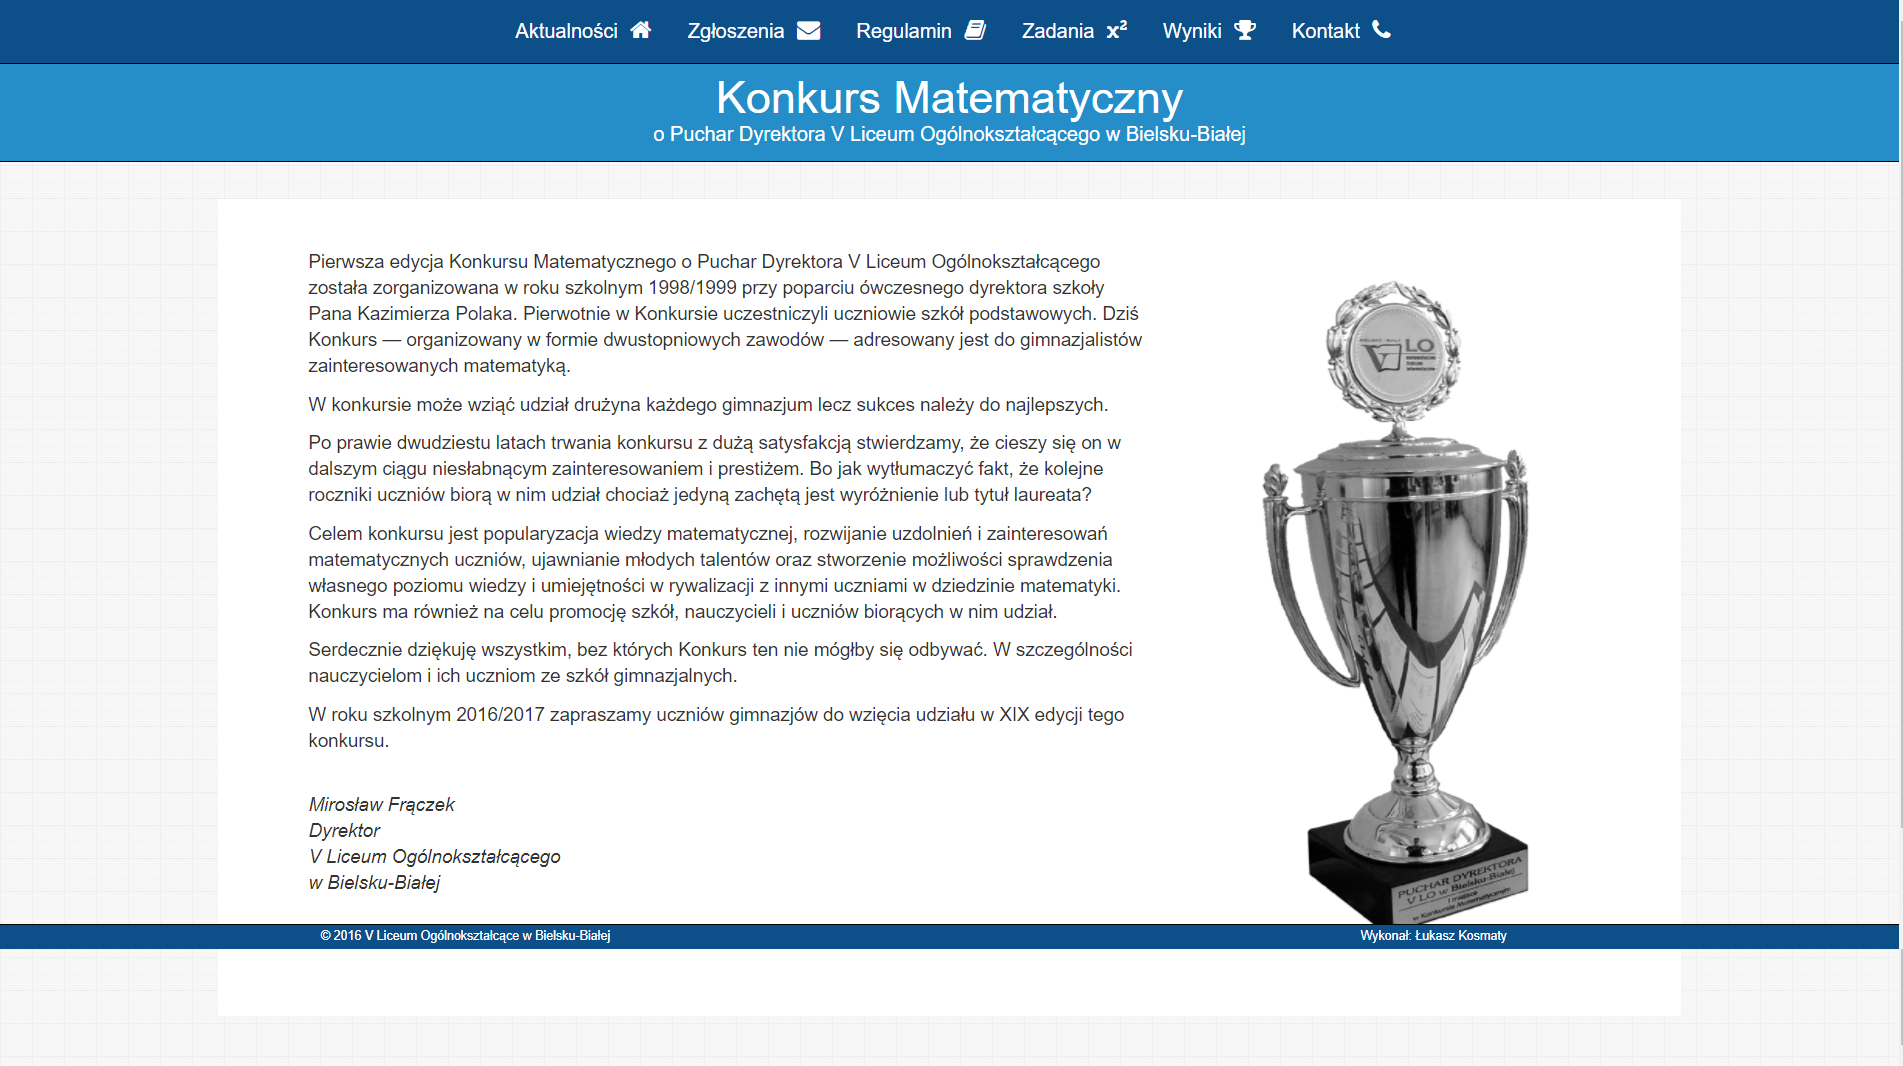 Aktualności Zgłoszenia Regulamin Zadania x² Wyniki Kontakt
Konkurs Matematyczny
o Puchar Dyrektora V Liceum Ogólnokształcącego w Bielsku-Białej
Pierwsza edycja Konkursu Matematycznego o Puchar Dyrektora V Liceum Ogólnokształcącego
została zorganizowana w roku szkolnym 1998/1999 przy poparciu ówczesnego dyrektora szkoły
Pana Kazimierza Polaka. Pierwotnie w Konkursie uczestniczyli uczniowie szkół podstawowych. Dziś
Konkurs — organizowany w formie dwustopniowych zawodów — adresowany jest do gimnazjalistów
zainteresowanych matematyką.
W konkursie może wziąć udział drużyna każdego gimnazjum lecz sukces należy do najlepszych.
Po prawie dwudziestu latach trwania konkursu z dużą satysfakcją stwierdzamy, że cieszy się on w
dalszym ciągu niesłabnącym zainteresowaniem i prestiżem. Bo jak wytłumaczyć fakt, że kolejne
roczniki uczniów biorą w nim udział chociaż jedyną zachętą jest wyróżnienie lub tytuł laureata?
Celem konkursu jest popularyzacja wiedzy matematycznej, rozwijanie uzdolnień i zainteresowań
matematycznych uczniów, ujawnianie młodych talentów oraz stworzenie możliwości sprawdzenia
własnego poziomu wiedzy i umiejętności w rywalizacji z innymi uczniami w dziedzinie matematyki.
Konkurs ma również na celu promocję szkół, nauczycieli i uczniów biorących w nim udział.
Serdecznie dziękuję wszystkim, bez których Konkurs ten nie mógłby się odbywać. W szczególności
nauczycielom i ich uczniom ze szkół gimnazjalnych.
W roku szkolnym 2016/2017 zapraszamy uczniów gimnazjów do wzięcia udziału w XIX edycji tego
konkursu.
Mirosław Frączek
Dyrektor
V Liceum Ogólnokształcącego
w Bielsku-Białej
V LO
PUCHAR DYREKTORA
V LO w Bielsku-Białej
I miejsce
w Konkursie Matematycznym
© 2016 V Liceum Ogólnokształcące w Bielsku-Białej
Wykonał: Łukasz Kosmaty